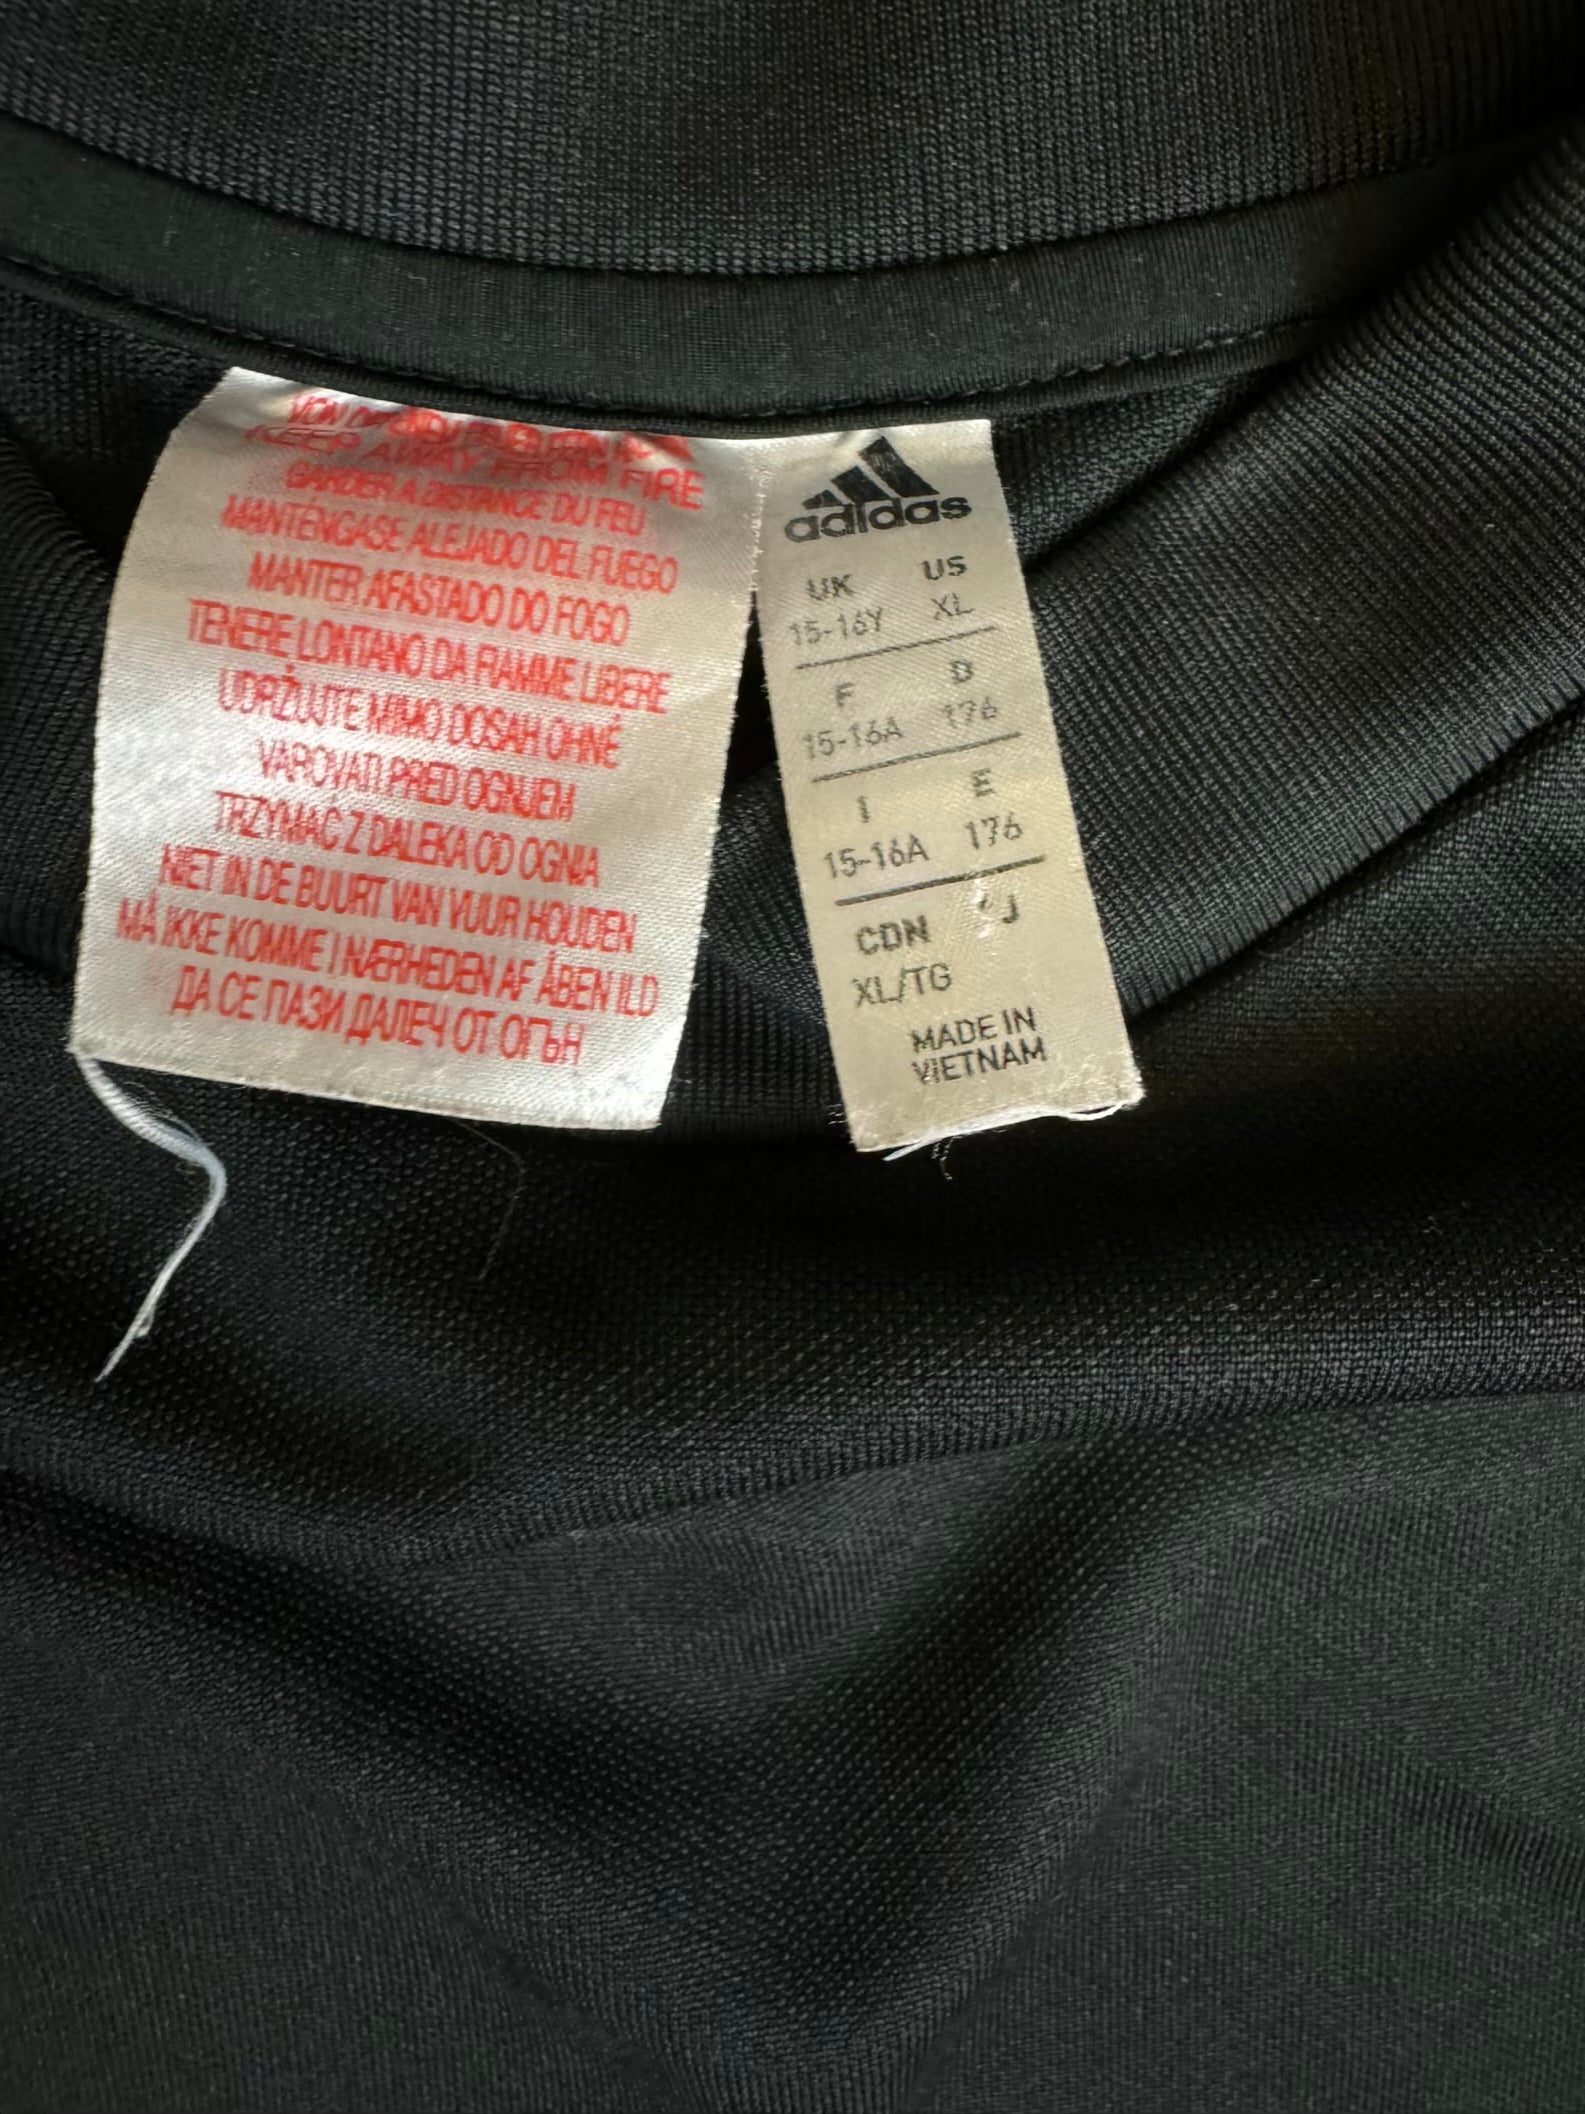 KEEP AWAY FROM FIRE
GARDER A DISTANCE DU FEU
MANTENGASE ALEJADO DEL FUEGO
MANTER AFASTADO DO FOGO
TENERE LONTANO DA FIAMME LIBERE
UDRŽUJTE MIMO DOSAH OHNĚ
VAROVATI PRED OGNJEM
TRZYMAĆ Z DALEKA OD OGNIA
NIET IN DE BUURT VAN VUUR HOUDEN
MÅ IKKE KOMME I NÆRHEDEN AF ÅBEN ILD
ДА СЕ ПАЗИ ДАЛЕЧ ОТ ОГЪН
adidas
UK US
15-16Y XL
F D
15-16A 176
I E
15-16A 176
CDN J
XL/TG
MADE IN
VIETNAM